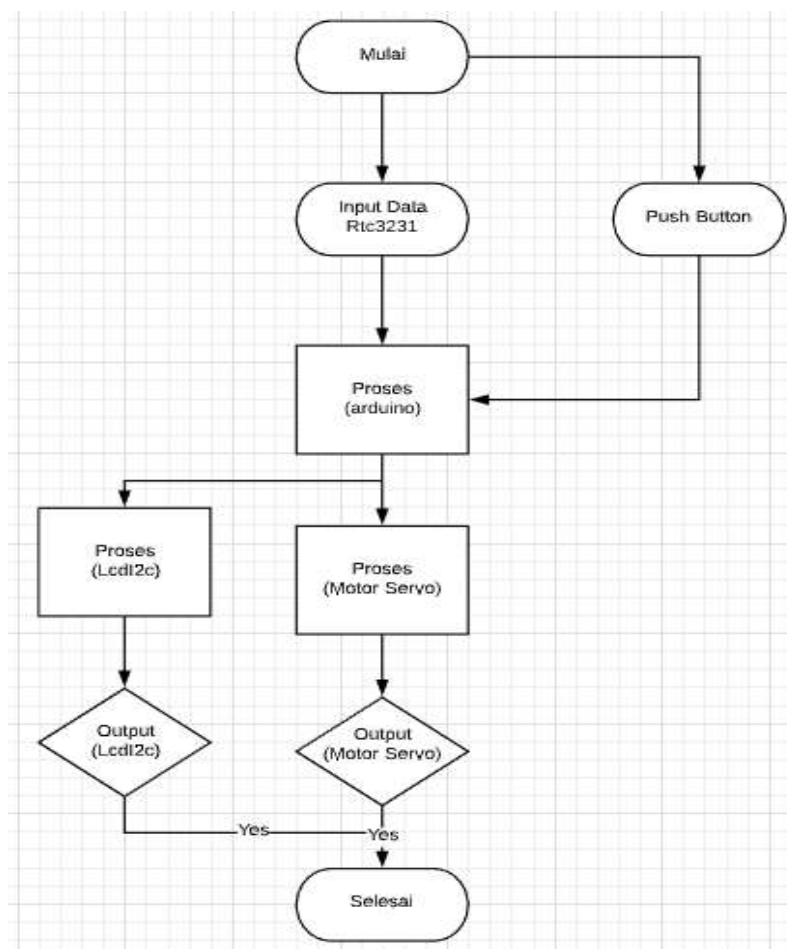 Mulai
Input Data
Rtc3231
Push Button
Proses
(arduino)
Proses
(LcdI2c)
Proses
(Motor Servo)
Output
(LcdI2c)
Output
(Motor Servo)
Yes
Yes
Selesai